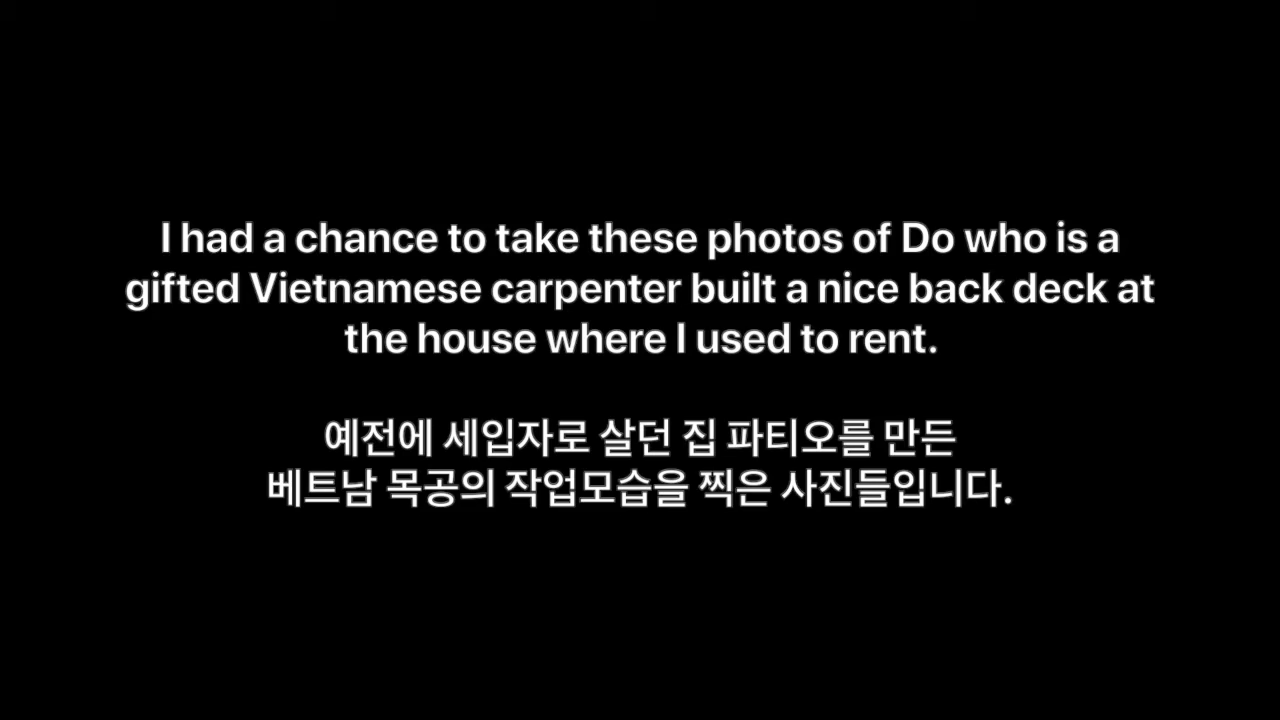 I had a chance to take these photos of Do who is a
gifted Vietnamese carpenter built a nice back deck at
the house where I used to rent.
예전에 세입자로 살던 집 파티오를 만든
베트남 목공의 작업모습을 찍은 사진들입니다.